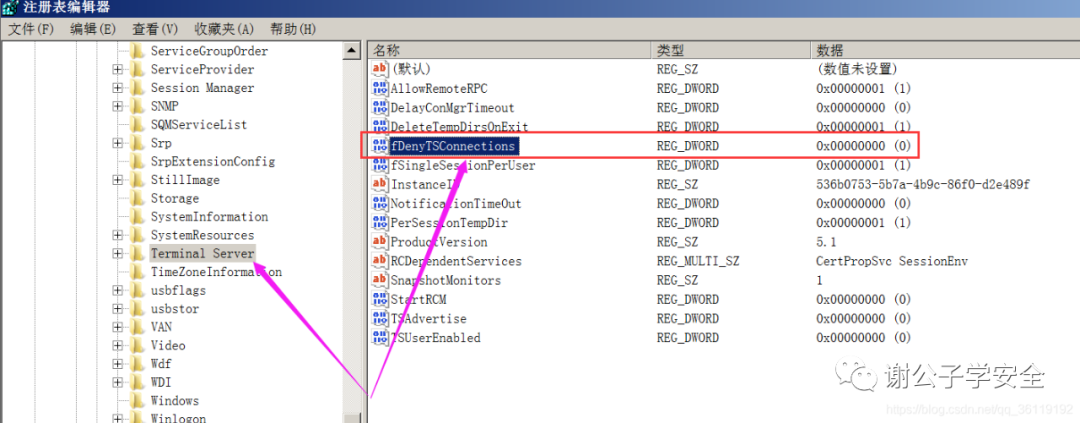 注册表编辑器
文件(F) 编辑(E) 查看(V) 收藏夹(A) 帮助(H)
ServiceGroupOrder
ServiceProvider
Session Manager
SNMP
SQMServiceList
Srp
SrpExtensionConfig
StillImage
Storage
SystemInformation
SystemResources
Terminal Server
TimeZoneInformation
usbflags
usbstor
VAN
Video
Wdf
WDI
Windows
Winlogon
名称 类型 数据
(默认) REG_SZ (数值未设置)
AllowRemoteRPC REG_DWORD 0x00000001 (1)
DelayConMgrTimeout REG_DWORD 0x00000000 (0)
DeleteTempDirsOnExit REG_DWORD 0x00000001 (1)
fDenyTSConnections REG_DWORD 0x00000000 (0)
fSingleSessionPerUser REG_DWORD 0x00000001 (1)
InstanceID REG_SZ 536b0753-5b7a-4b9c-86f0-d2e489f
NotificationTimeOut REG_DWORD 0x00000000 (0)
PerSessionTempDir REG_DWORD 0x00000001 (1)
ProductVersion REG_SZ 5.1
RCDependentServices REG_MULTI_SZ CertPropSvc SessionEnv
SnapshotMonitors REG_SZ 1
StartRCM REG_DWORD 0x00000000 (0)
TSAdvertise REG_DWORD 0x00000000 (0)
TSUserEnabled REG_DWORD 0x00000000 (0)
谢公子学安全
https://blog.csdn.net/qq_36119192